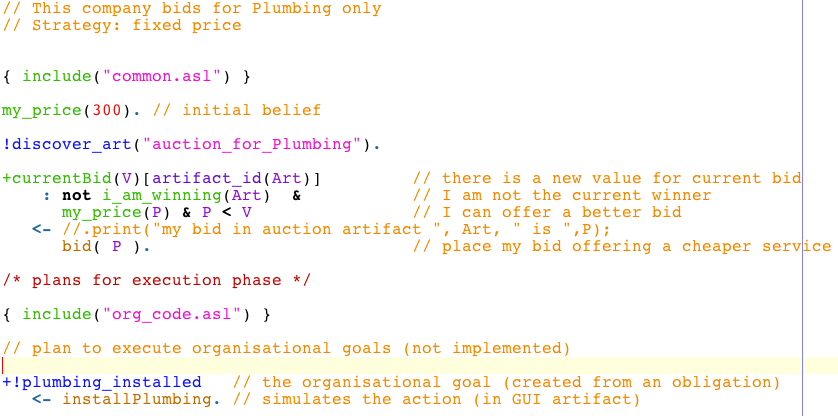 // This company bids for Plumbing only
// Strategy: fixed price
{ include("common.asl") }
my_price(300). // initial belief
!discover_art("auction_for_Plumbing").
+currentBid(V)[artifact_id(Art)]         // there is a new value for current bid
    : not i_am_winning(Art)  &           // I am not the current winner
      my_price(P) & P < V                // I can offer a better bid
   <- //.print("my bid in auction artifact ", Art, " is ",P);
      bid( P ).                          // place my bid offering a cheaper service
/* plans for execution phase */
{ include("org_code.asl") }
// plan to execute organisational goals (not implemented)
+!plumbing_installed   // the organisational goal (created from an obligation)
   <- installPlumbing. // simulates the action (in GUI artifact)